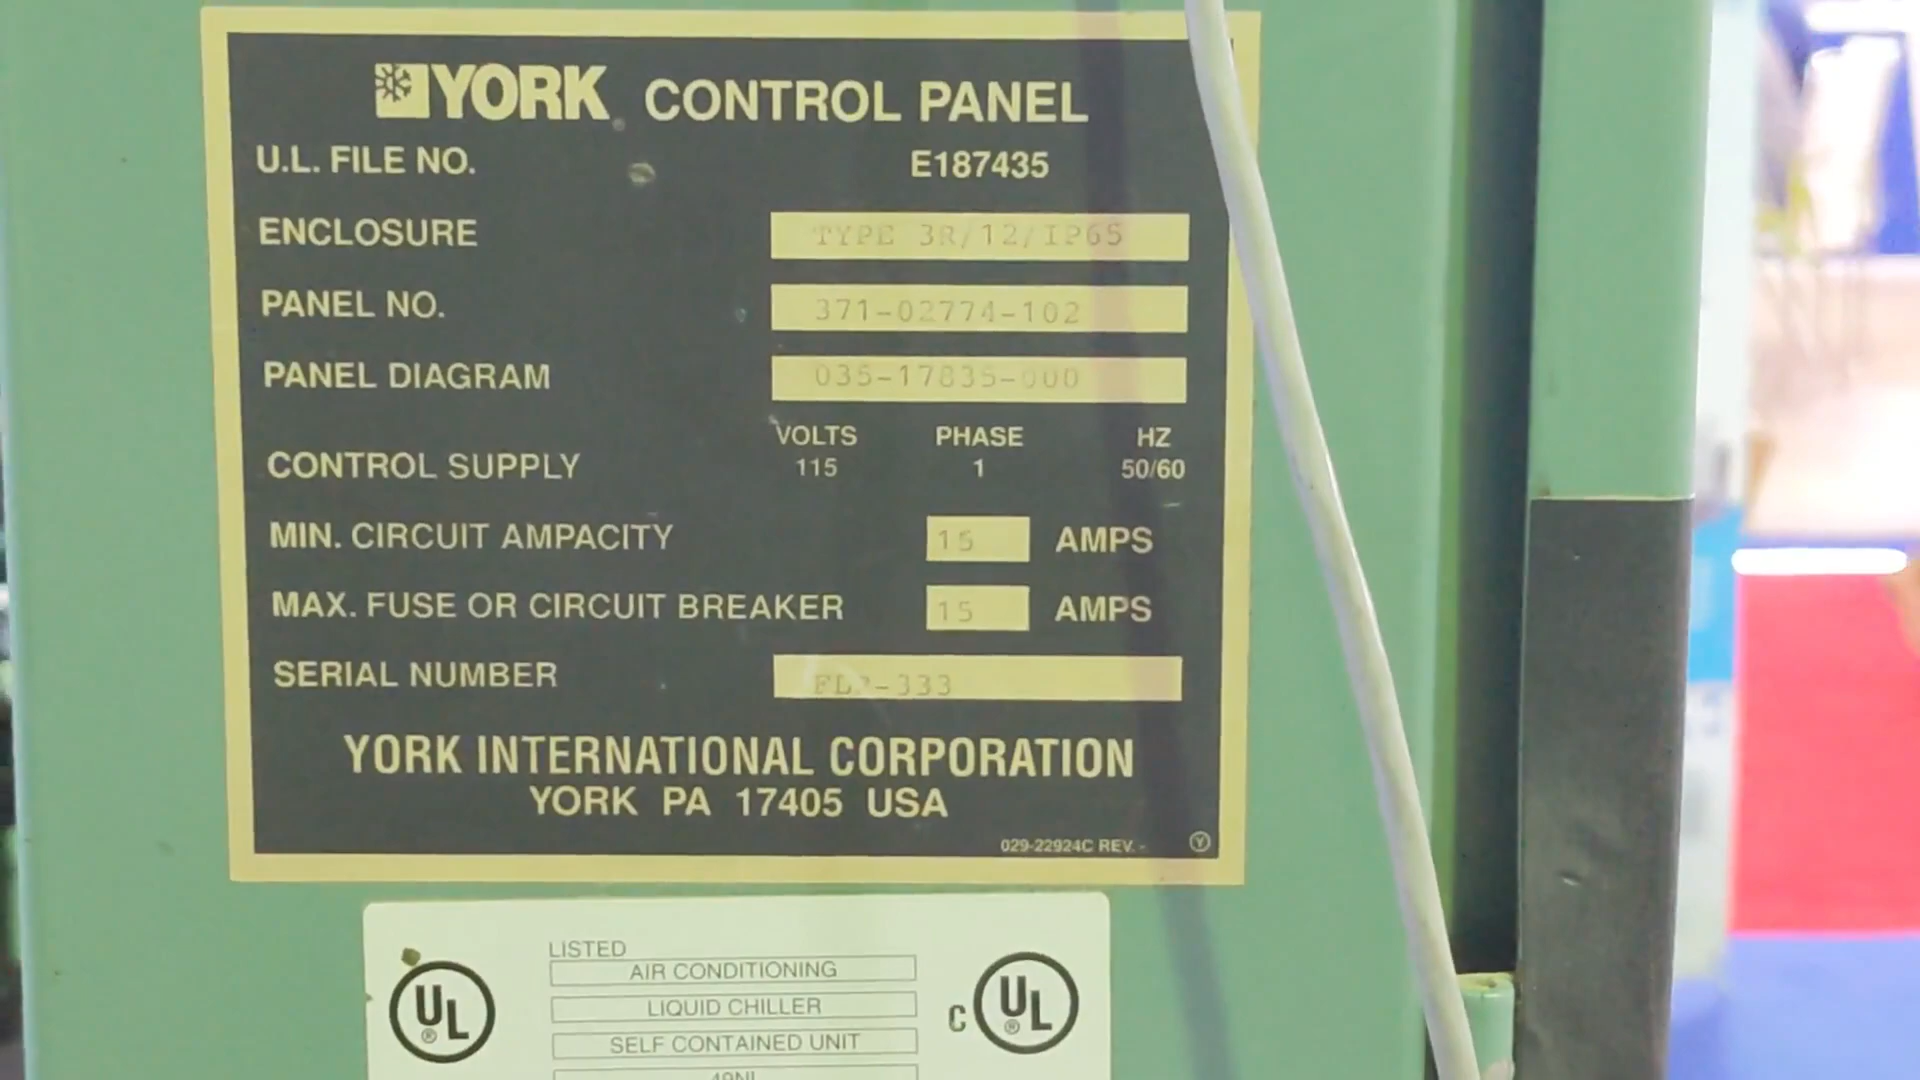 YORK CONTROL PANEL
U.L. FILE NO. E187435
ENCLOSURE TYPE 3R/12/IP65
PANEL NO. 371-02774-102
PANEL DIAGRAM 035-17835-000
VOLTS PHASE HZ
CONTROL SUPPLY 115 1 50/60
MIN. CIRCUIT AMPACITY 15 AMPS
MAX. FUSE OR CIRCUIT BREAKER 15 AMPS
SERIAL NUMBER
YORK INTERNATIONAL CORPORATION
YORK PA 17405 USA
029-22924C REV. - Y
LISTED
AIR CONDITIONING
LIQUID CHILLER
SELF CONTAINED UNIT
UL ® C UL ®